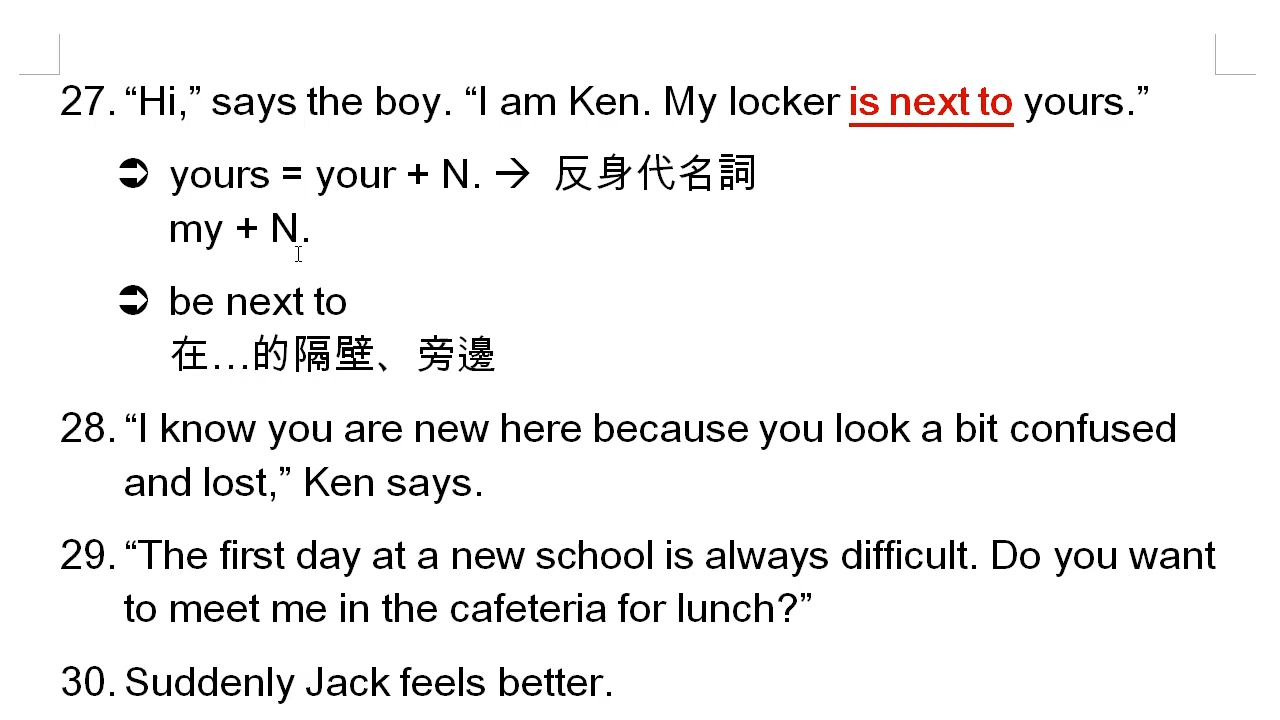 27. “Hi,” says the boy. “I am Ken. My locker is next to yours.”
➲ yours = your + N. → 反身代名詞
my + N.
➲ be next to
在…的隔壁、旁邊
28. “I know you are new here because you look a bit confused
and lost,” Ken says.
29. “The first day at a new school is always difficult. Do you want
to meet me in the cafeteria for lunch?”
30. Suddenly Jack feels better.